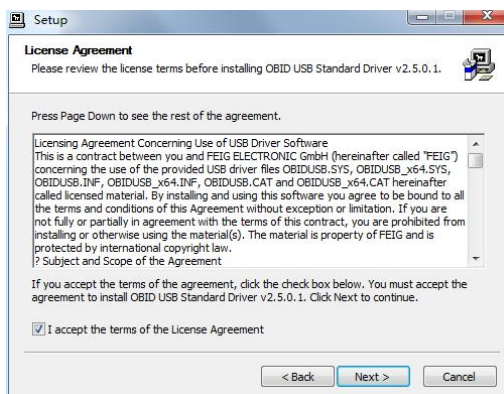 Setup
License Agreement
Please review the license terms before installing OBID USB Standard Driver v2.5.0.1.
Press Page Down to see the rest of the agreement.
Licensing Agreement Concerning Use of USB Driver Software
This is a contract between you and FEIG ELECTRONIC GmbH (hereinafter called "FEIG")
concerning the use of the provided USB driver files OBIDUSB.SYS, OBIDUSB_x64.SYS,
OBIDUSB.INF, OBIDUSB_x64.INF, OBIDUSB.CAT and OBIDUSB_x64.CAT hereinafter
called licensed material. By installing and using this software you agree to be bound to all
the terms and conditions of this Agreement without exception or limitation. If you are
not fully or partially in agreement with the terms of this contract, you are prohibited from
installing or otherwise using the material(s). The material is property of FEIG and is
protected by international copyright law.
? Subject and Scope of the Agreement
If you accept the terms of the agreement, click the check box below. You must accept the
agreement to install OBID USB Standard Driver v2.5.0.1. Click Next to continue.
I accept the terms of the License Agreement
< Back Next > Cancel